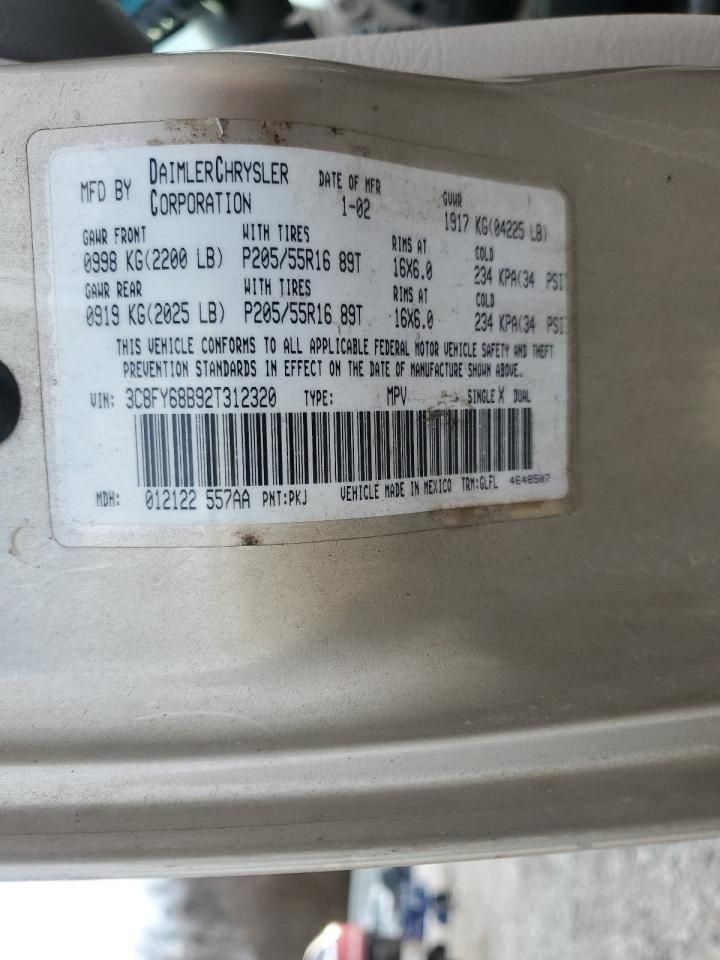 MFD BY DAIMLERCHRYSLER CORPORATION DATE OF MFR 1-02 GVWR 1917 KG(04225 LB)
GAWR FRONT WITH TIRES RIMS AT COLD
0998 KG(2200 LB) P205/55R16 89T 16X6.0 234 KPA(34 PSI
GAWR REAR WITH TIRES RIMS AT COLD
0919 KG(2025 LB) P205/55R16 89T 16X6.0 234 KPA(34 PSI
THIS VEHICLE CONFORMS TO ALL APPLICABLE FEDERAL MOTOR VEHICLE SAFETY AND THEFT
PREVENTION STANDARDS IN EFFECT ON THE DATE OF MANUFACTURE SHOWN ABOVE.
VIN: 3C8FY68B92T312320 TYPE: MPV SINGLE X DUAL
MDH: 012122 557AA PNT:PKJ VEHICLE MADE IN MEXICO TRM:GLFL 4648507